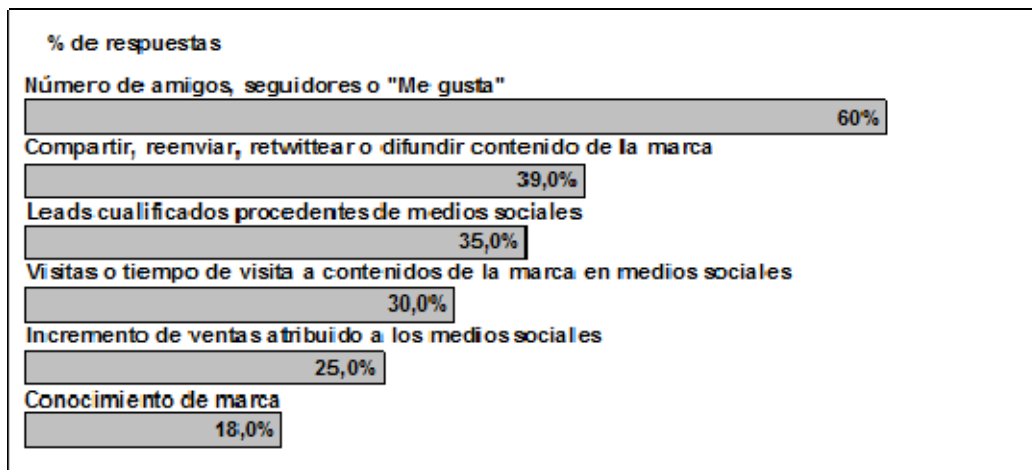 % de respuestas
Número de amigos, seguidores o "Me gusta"
60%
Compartir, reenviar, retwittear o difundir contenido de la marca
39,0%
Leads cualificados procedentes de medios sociales
35,0%
Visitas o tiempo de visita a contenidos de la marca en medios sociales
30,0%
Incremento de ventas atribuido a los medios sociales
25,0%
Conocimiento de marca
18,0%